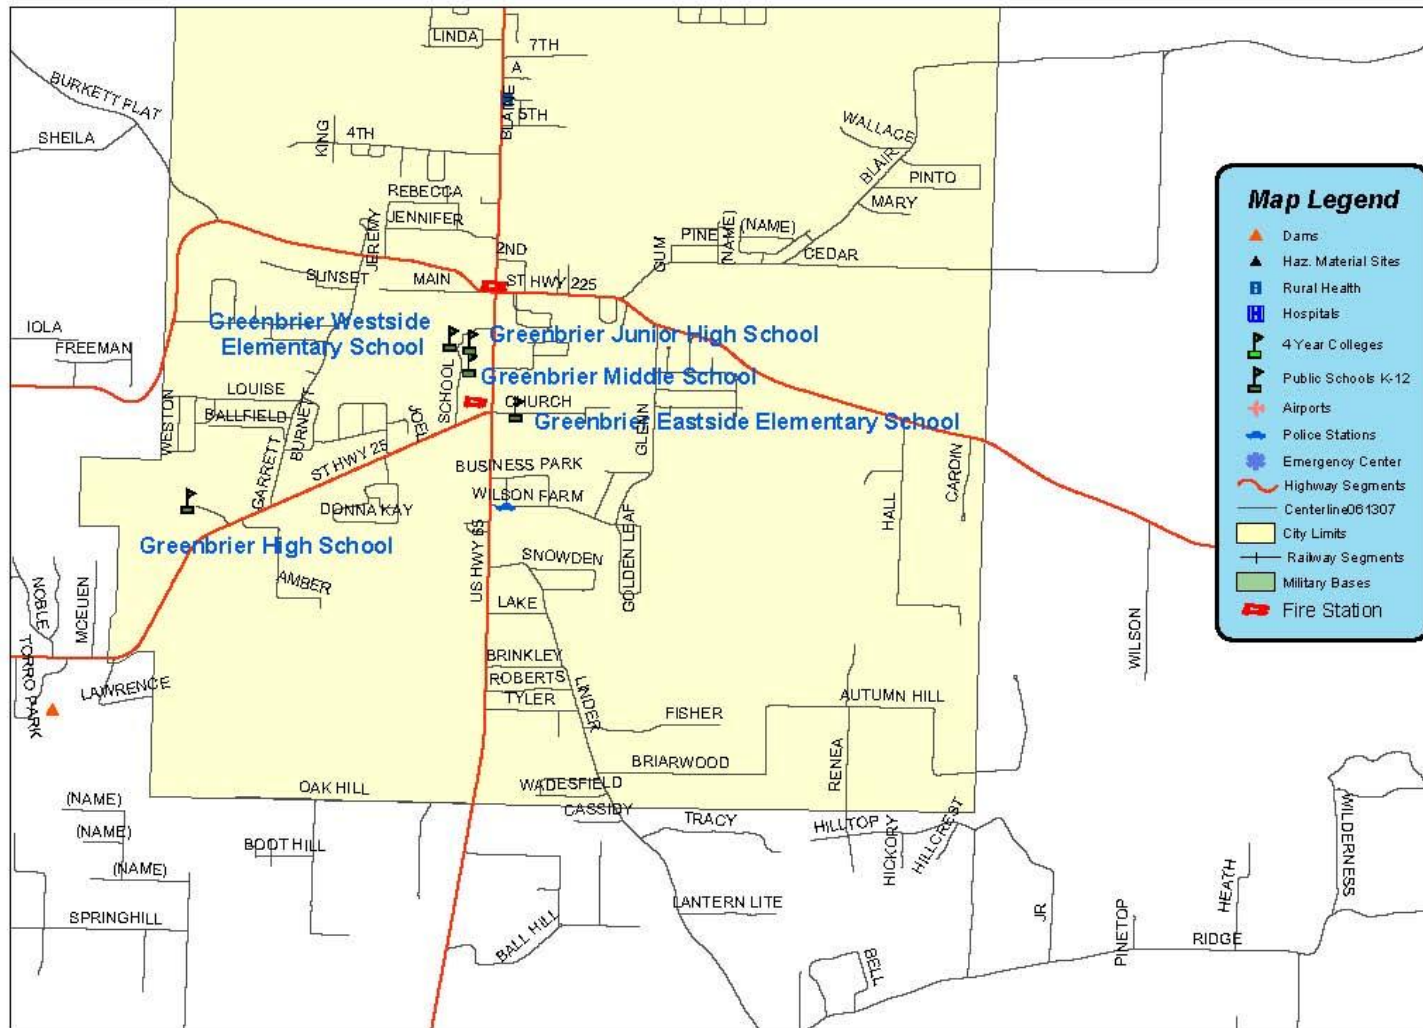 LINDA
7TH
A
BURKETT FLAT
BLAINE
5TH
SHEILA
KING
4TH
WALLACE
BLAIR
PINTO
REBECCA
MARY
JENNIFER
JEREMY
2ND
GUM
PINE
(NAME)
(NAME)
CEDAR
SUNSET
MAIN
ST HWY 225
IOLA
FREEMAN
Greenbrier Westside
Elementary School
Greenbrier Junior High School
Greenbrier Middle School
SCHOOL
CHURCH
Greenbrier Eastside Elementary School
LOUISE
BALLFIELD
WESTON
BURNETT
JOEL
GLENN
GARRETT
ST HWY 25
BUSINESS PARK
WILSON FARM
DONNA KAY
HALL
CARDIN
Greenbrier High School
US HWY 65
SNOWDEN
GOLDEN LEAF
AMBER
NOBLE
MCEUEN
LAKE
WILSON
TORRO PARK
LAWRENCE
BRINKLEY
ROBERTS
TYLER
LINDER
FISHER
AUTUMN HILL
BRIARWOOD
RENEA
OAK HILL
WADESFIELD
CASSIDY
TRACY
HILLTOP
HICKORY
HILLCREST
WILDERNESS
(NAME)
(NAME)
(NAME)
BOOT HILL
SPRINGHILL
BALL HILL
LANTERN LITE
BELL
JR
PINETOP
HEATH
RIDGE
Map Legend
Dams
Haz. Material Sites
Rural Health
Hospitals
4 Year Colleges
Public Schools K-12
Airports
Police Stations
Emergency Center
Highway Segments
Centerline061307
City Limits
Railway Segments
Military Bases
Fire Station